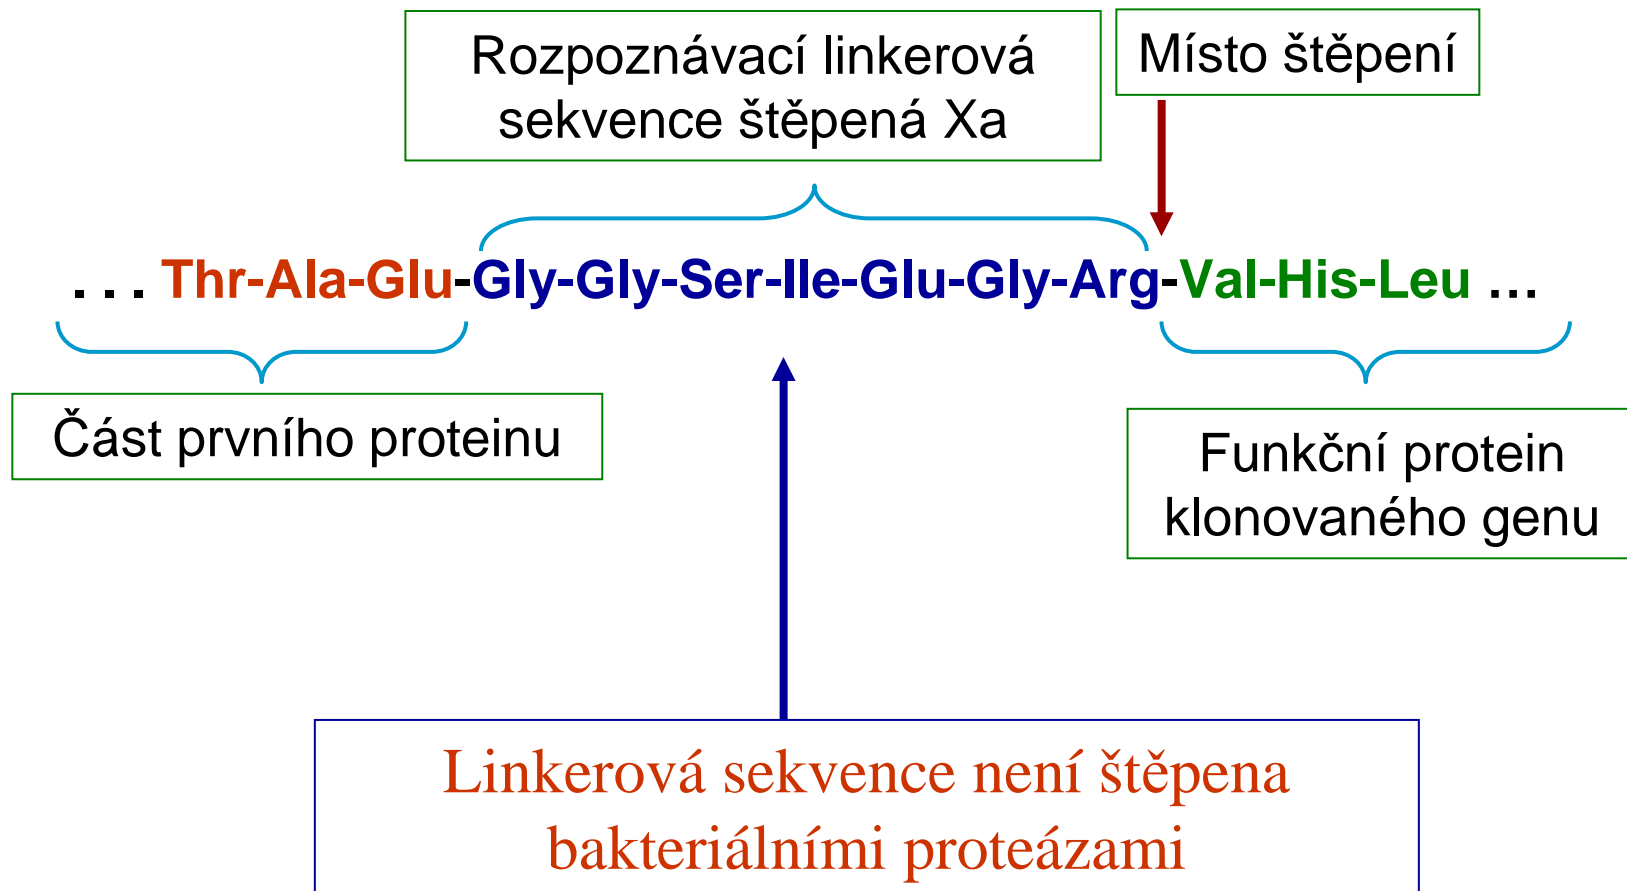 Rozpoznávací linkerová
sekvence štěpená Xa
Místo štěpení
. . . Thr-Ala-Glu-Gly-Gly-Ser-Ile-Glu-Gly-Arg-Val-His-Leu ...
Část prvního proteinu
Funkční protein
klonovaného genu
Linkerová sekvence není štěpena
bakteriálními proteázami